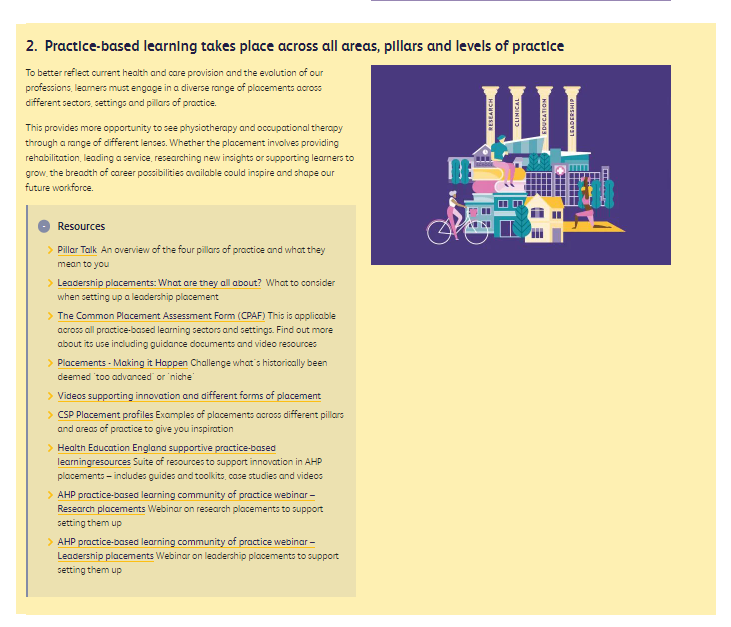 2. Practice-based learning takes place across all areas, pillars and levels of practice
To better reflect current health and care provision and the evolution of our
professions, learners must engage in a diverse range of placements across
different sectors, settings and pillars of practice.
This provides more opportunity to see physiotherapy and occupational therapy
through a range of different lenses. Whether the placement involves providing
rehabilitation, leading a service, researching new insights or supporting learners to
grow, the breadth of career possibilities available could inspire and shape our
future workforce.
RESEARCH
CLINICAL
EDUCATION
LEADERSHIP
- Resources
Pillar Talk An overview of the four pillars of practice and what they
mean to you
Leadership placements: What are they all about? What to consider
when setting up a leadership placement
The Common Placement Assessment Form (CPAF) This is applicable
across all practice-based learning sectors and settings. Find out more
about its use including guidance documents and video resources
Placements - Making it Happen Challenge what's historically been
deemed 'too advanced' or 'niche'
Videos supporting innovation and different forms of placement
CSP Placement profiles Examples of placements across different pillars
and areas of practice to give you inspiration
Health Education England supportive practice-based
learningresources Suite of resources to support innovation in AHP
placements – includes guides and toolkits, case studies and videos
AHP practice-based learning community of practice webinar –
Research placements Webinar on research placements to support
setting them up
AHP practice-based learning community of practice webinar –
Leadership placements Webinar on leadership placements to support
setting them up